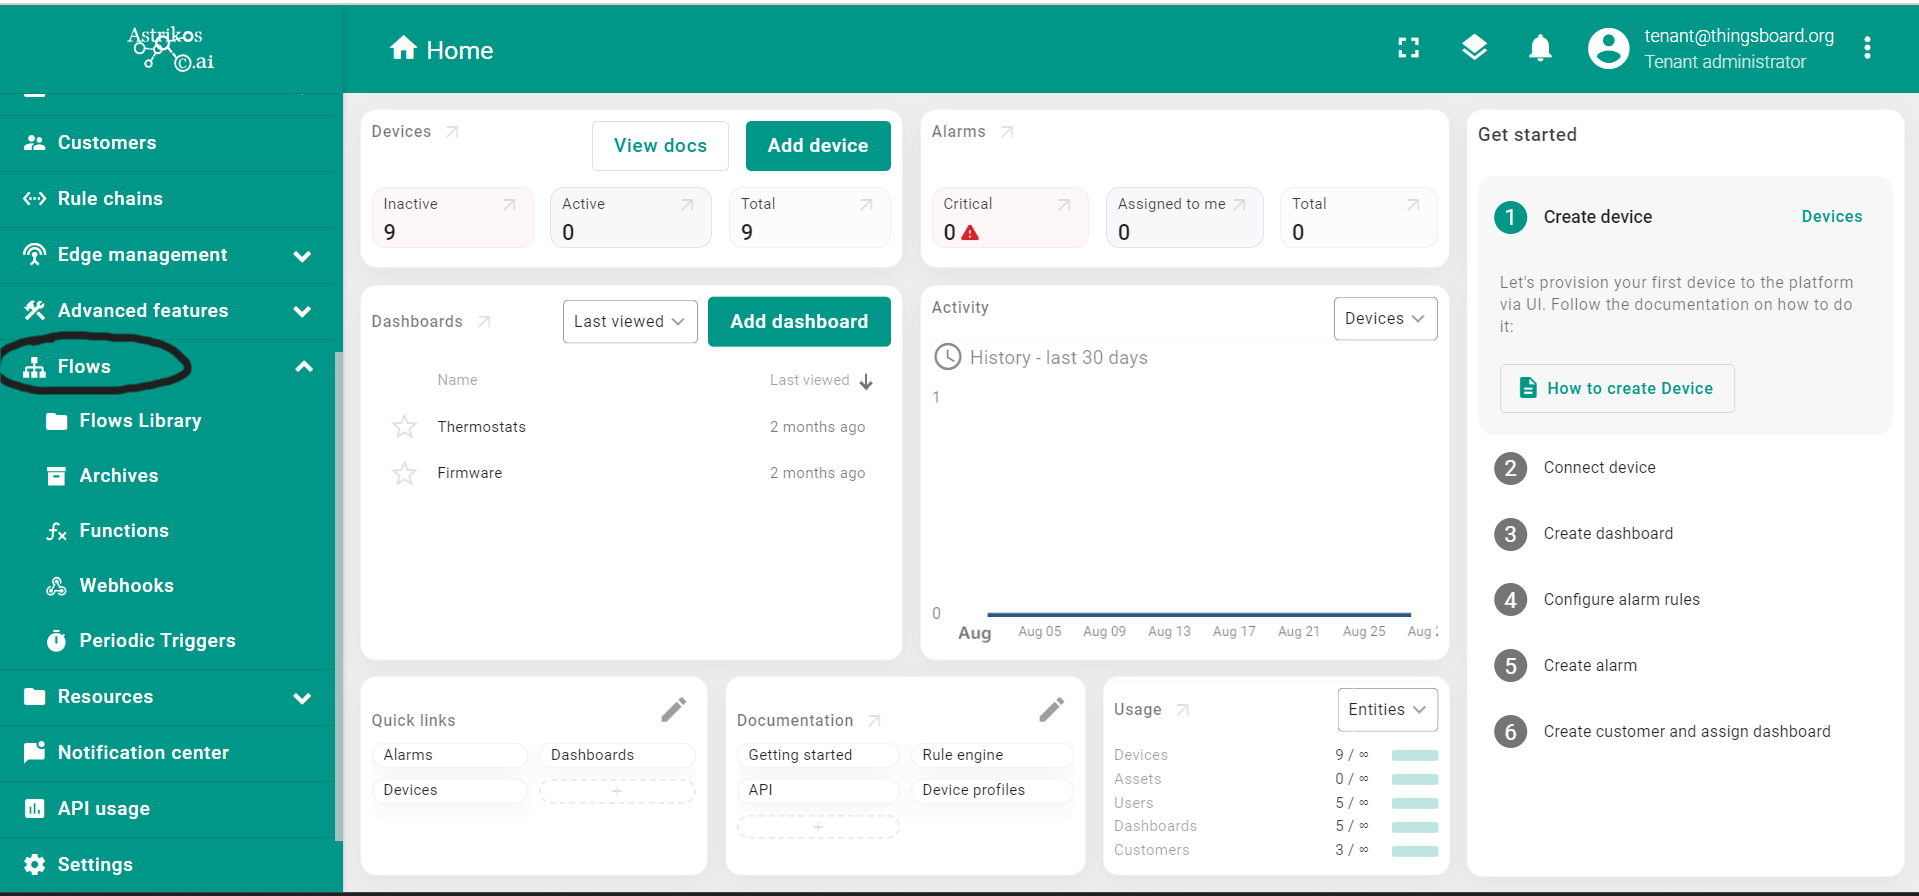 Astrikos
©.ai
Home
tenant@thingsboard.org
Tenant administrator
Customers
Rule chains
Edge management
Advanced features
Flows
Flows Library
Archives
Functions
Webhooks
Periodic Triggers
Resources
Notification center
API usage
Settings
Devices
View docs
Add device
Inactive
9
Active
0
Total
9
Alarms
Critical
0
Assigned to me
0
Total
0
Dashboards
Last viewed
Add dashboard
Name
Last viewed
Thermostats
2 months ago
Firmware
2 months ago
Activity
Devices
History - last 30 days
1
0
Aug
Aug 05
Aug 09
Aug 13
Aug 17
Aug 21
Aug 25
Aug
Quick links
Alarms
Dashboards
Devices
+
Documentation
Getting started
Rule engine
API
Device profiles
+
Usage
Entities
Devices 9 / ∞
Assets 0 / ∞
Users 5 / ∞
Dashboards 5 / ∞
Customers 3 / ∞
Get started
1 Create device
Devices
Let's provision your first device to the platform
via UI. Follow the documentation on how to do
it:
How to create Device
2 Connect device
3 Create dashboard
4 Configure alarm rules
5 Create alarm
6 Create customer and assign dashboard